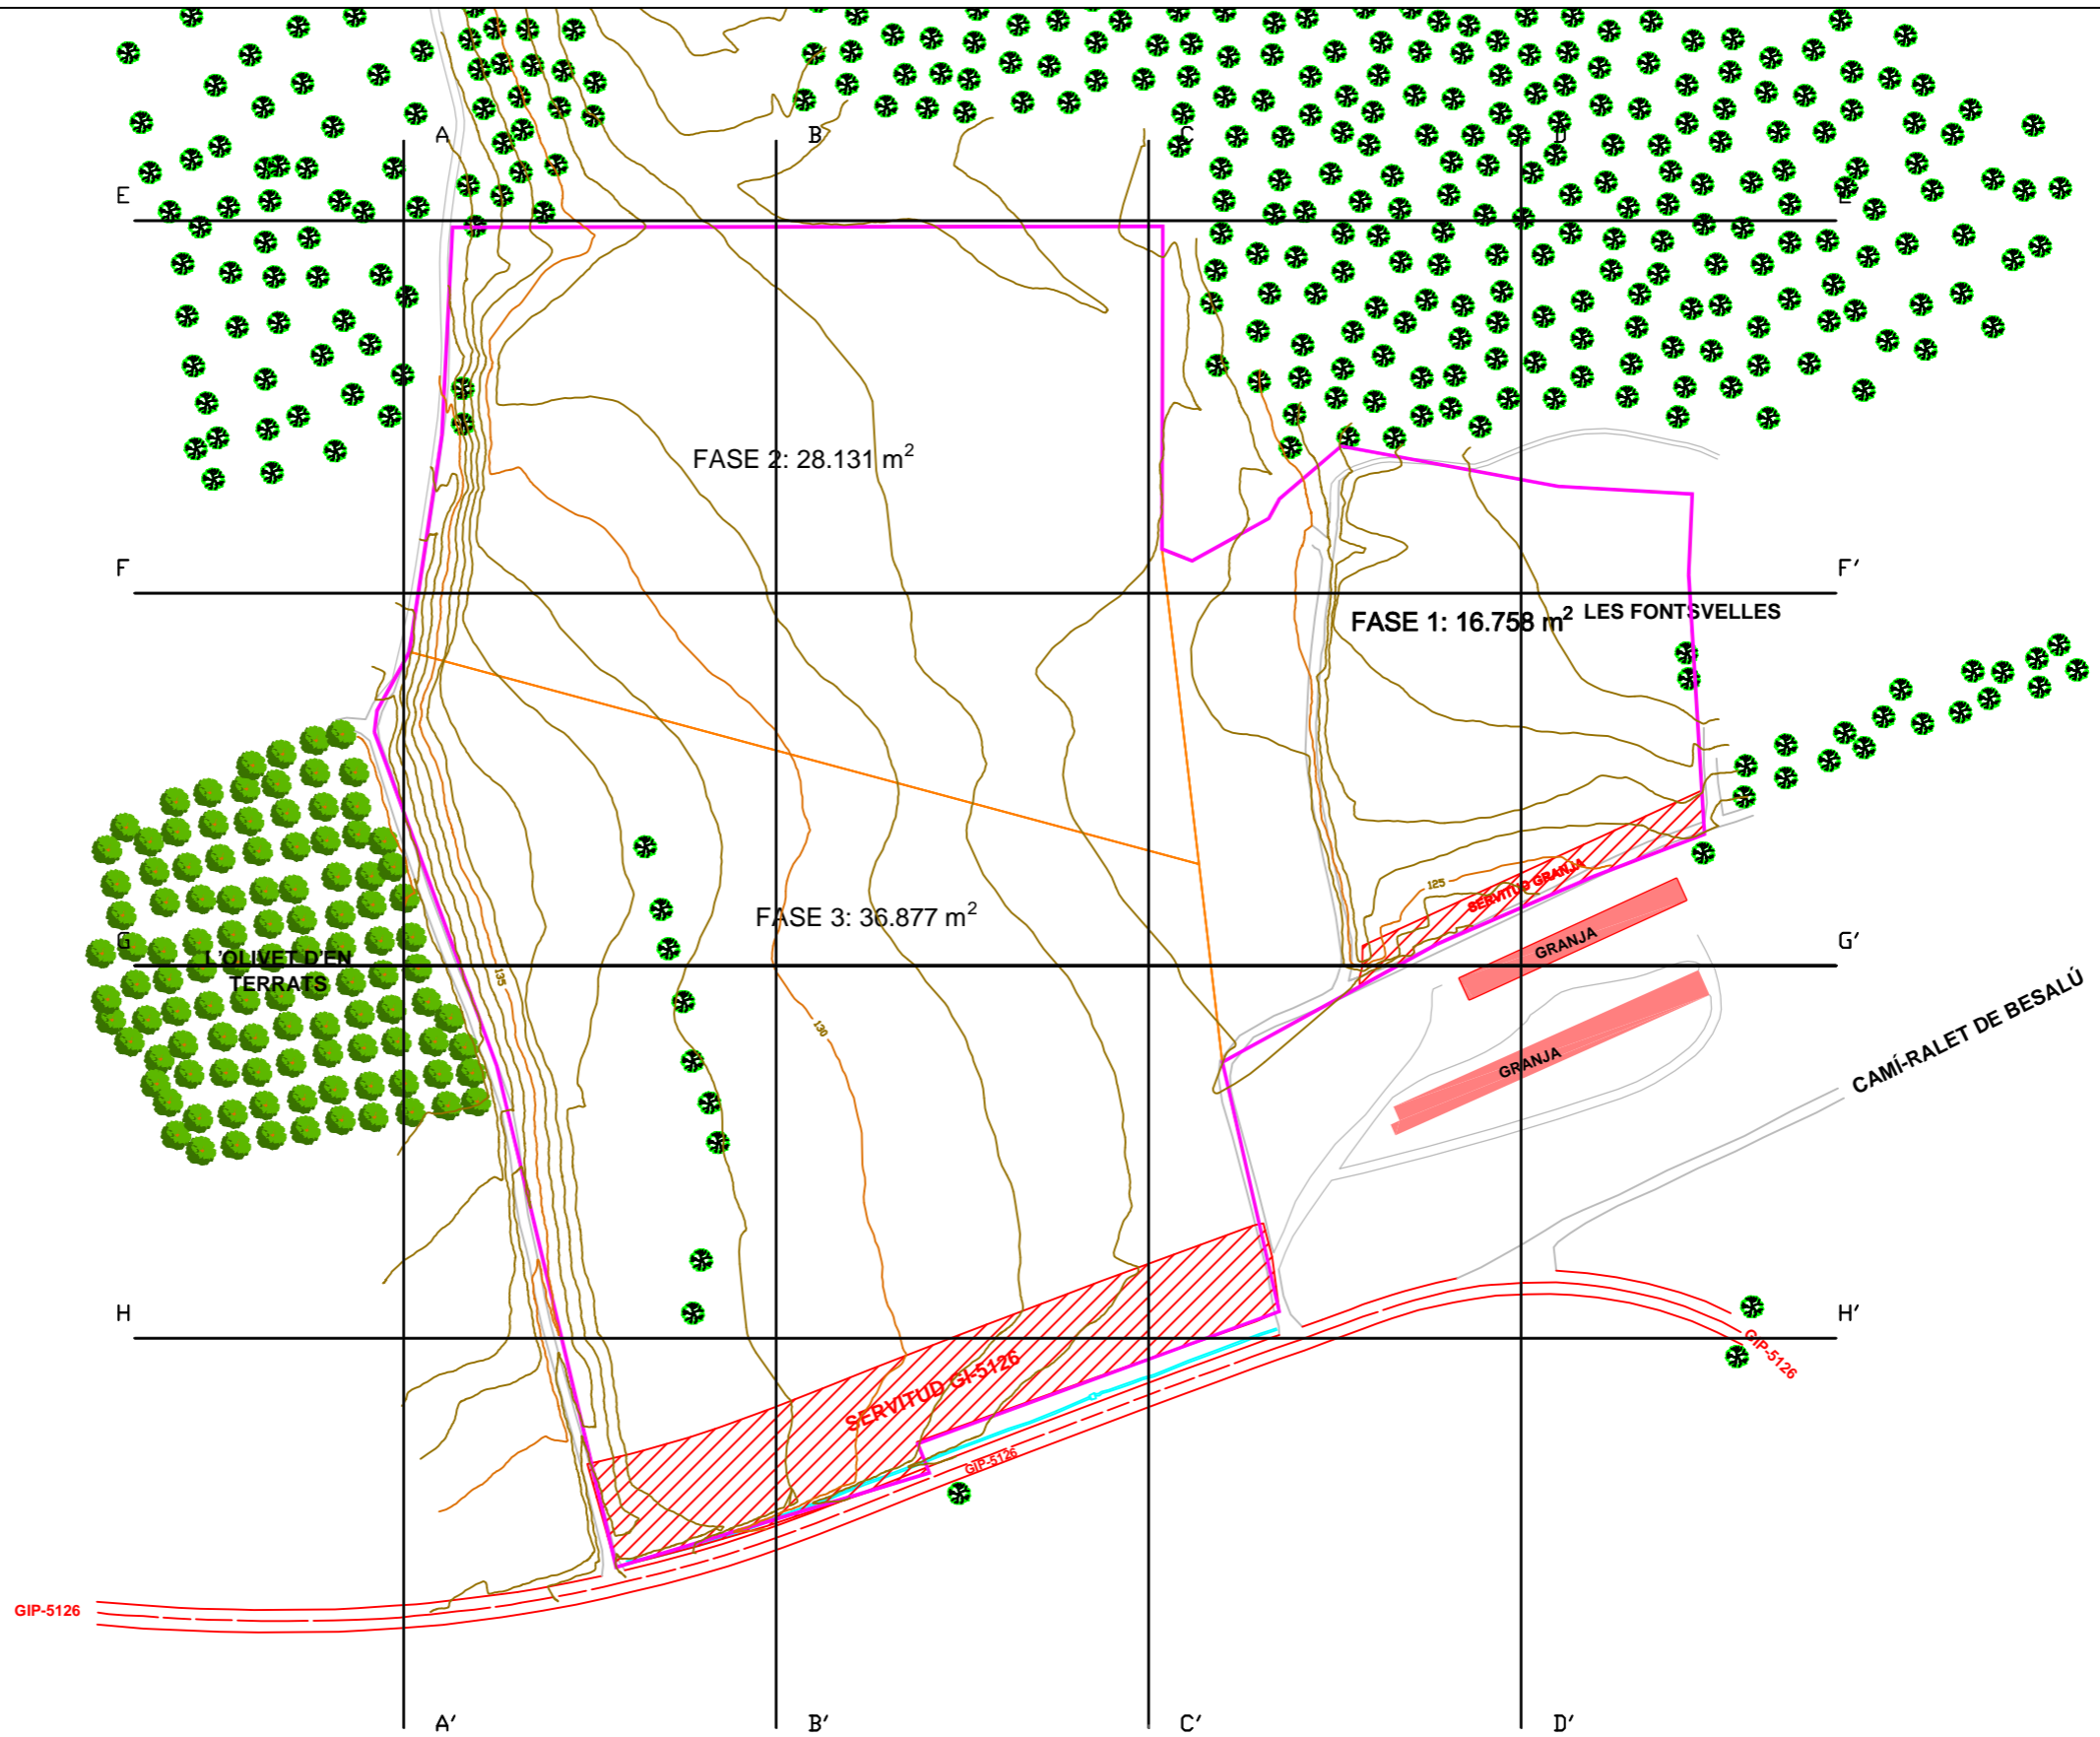 A
B
C
D
E
E'
FASE 2: 28.131 m²
F
F'
FASE 1: 16.758 m²
LES FONTSVELLES
125
SERVITUD GRANJA
FASE 3: 36.877 m²
G
G'
L'OLIVET D'EN
TERRATS
GRANJA
135
130
CAMÍ-RALET DE BESALÚ
GRANJA
H
H'
GIP-5126
SERVITUD GI-5126
GIP-5126
GIP-5126
A'
B'
C'
D'